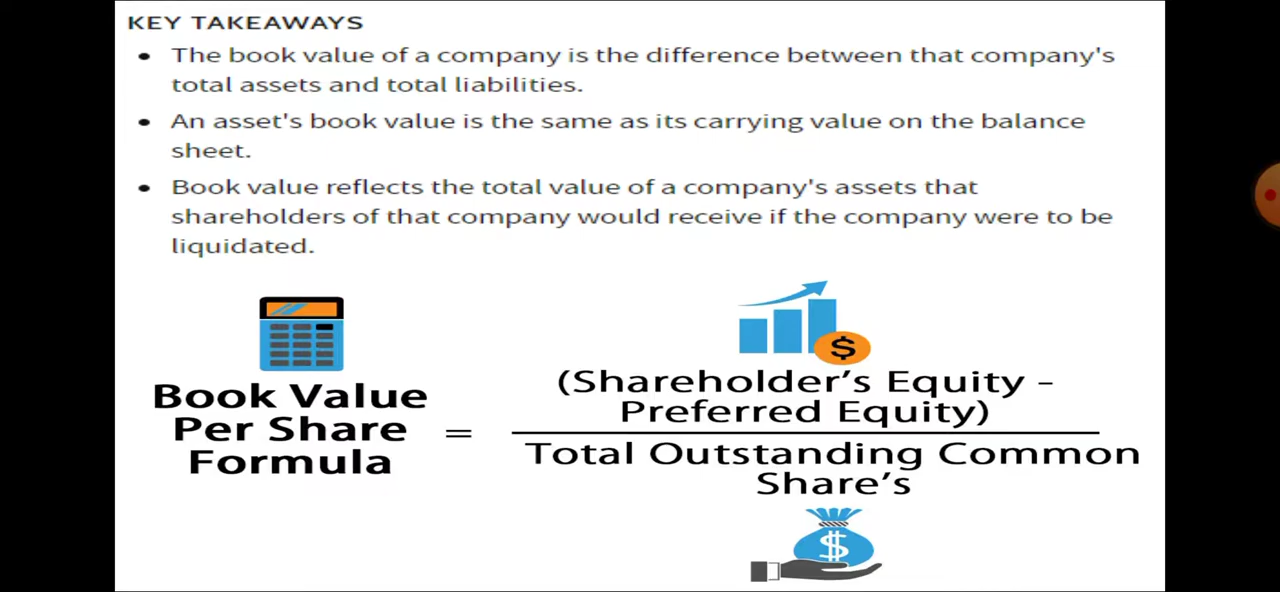 KEY TAKEAWAYS
• The book value of a company is the difference between that company's
total assets and total liabilities.
• An asset's book value is the same as its carrying value on the balance
sheet.
• Book value reflects the total value of a company's assets that
shareholders of that company would receive if the company were to be
liquidated.
$
Book Value
Per Share
Formula
=
(Shareholder’s Equity –
Preferred Equity)
Total Outstanding Common
Share’s
$